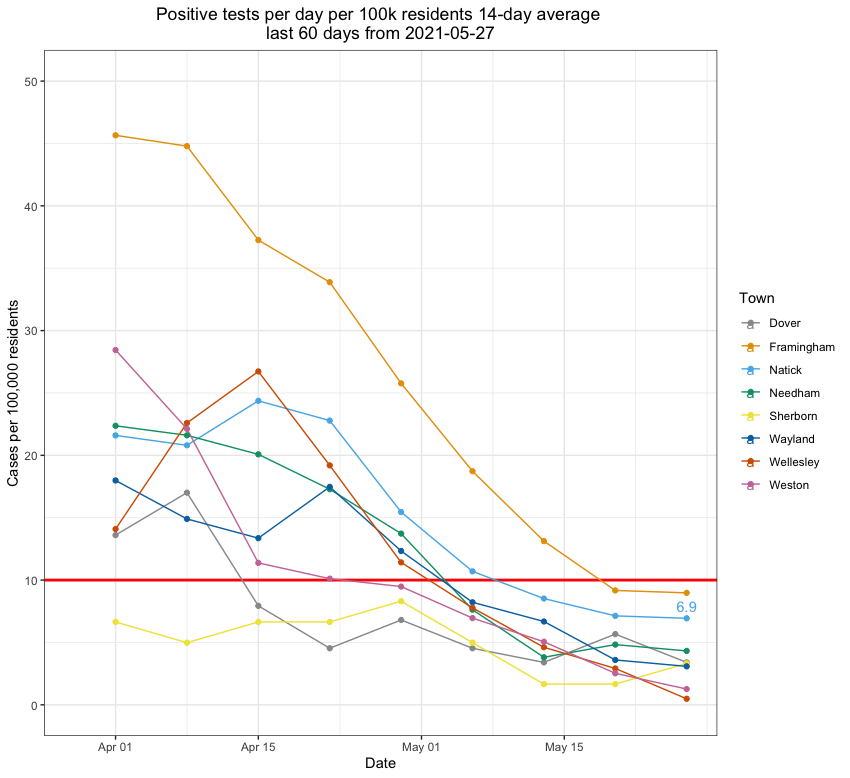 Positive tests per day per 100k residents 14-day average
last 60 days from 2021-05-27
Cases per 100,000 residents
50
40
30
20
10
0
6.9
Apr 01
Apr 15
May 01
May 15
Date
Town
a Dover
a Framingham
a Natick
a Needham
a Sherborn
a Wayland
a Wellesley
a Weston